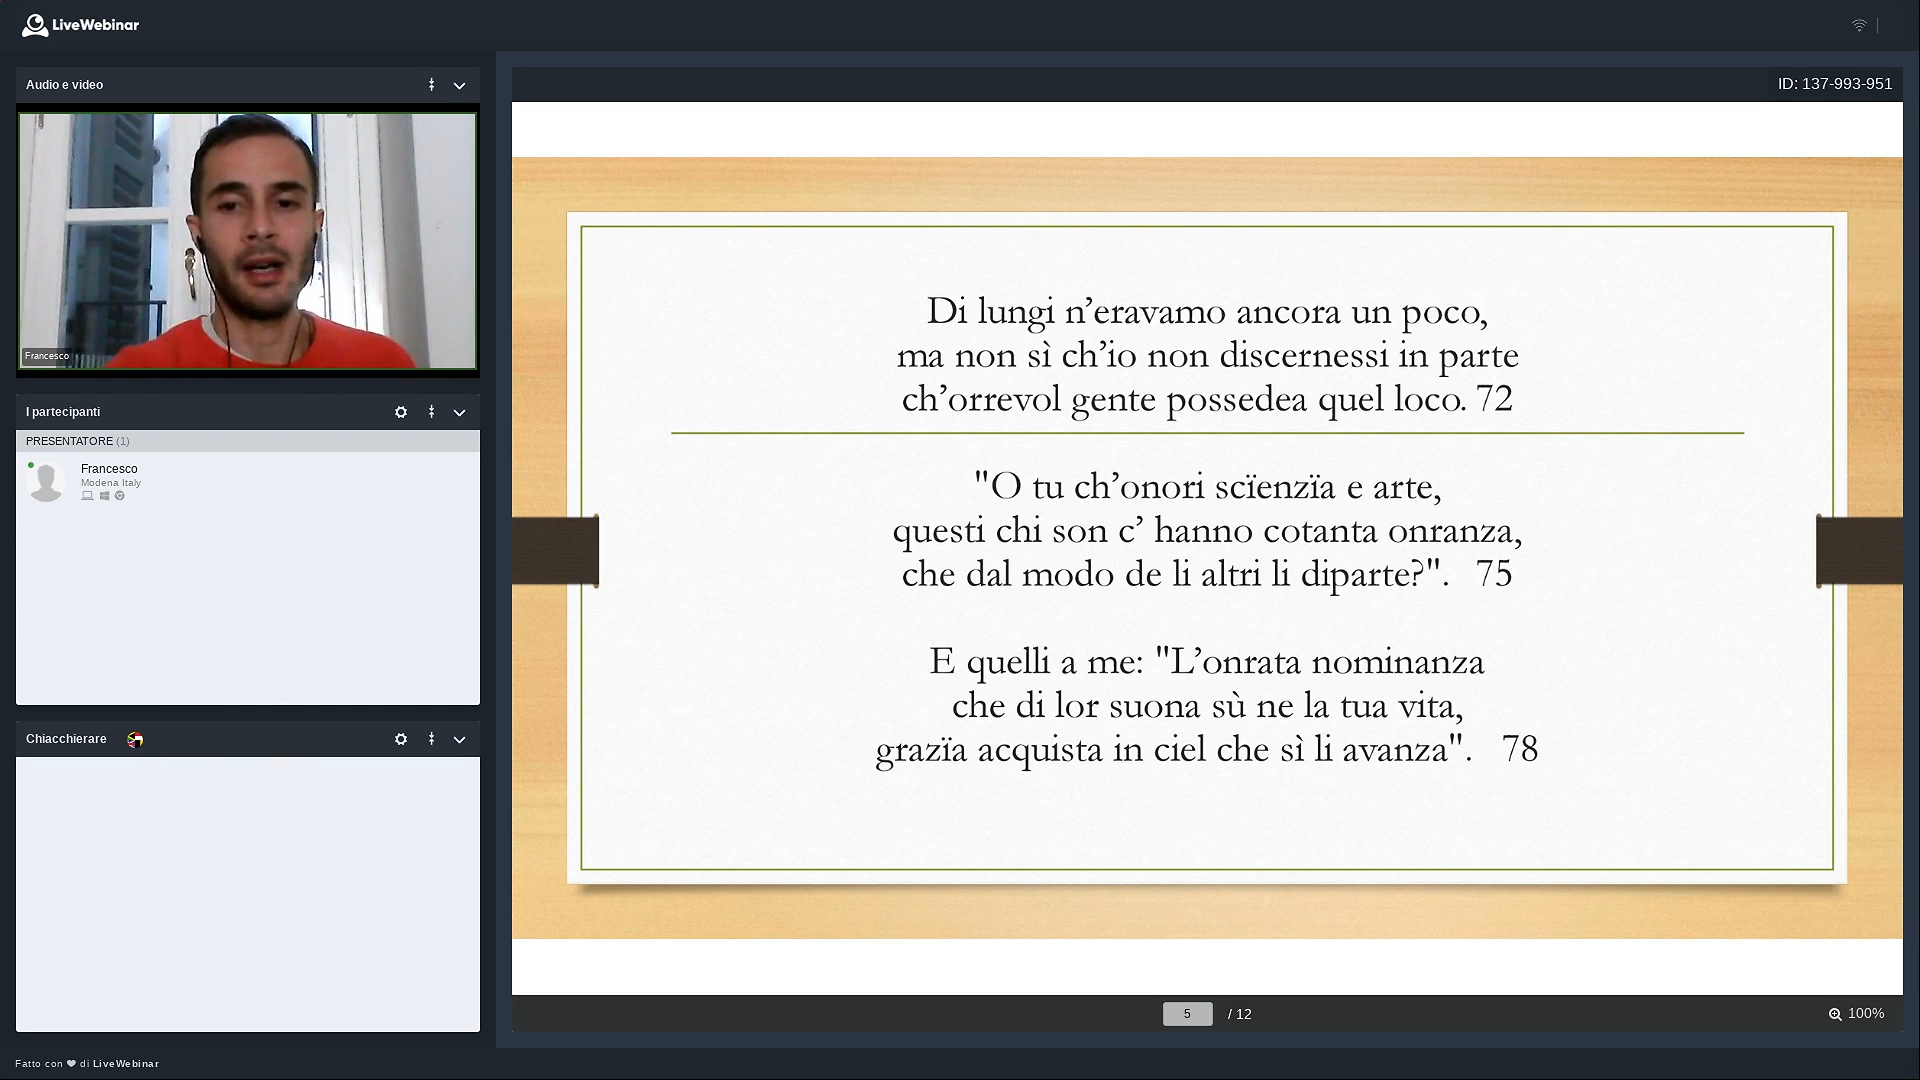 LiveWebinar
Audio e video
Francesco
I partecipanti
PRESENTATORE (1)
Francesco
Modena Italy
Chiacchierare
Fatto con di LiveWebinar
ID: 137-993-951
Di lungi n’eravamo ancora un poco,
ma non sì ch’io non discernessi in parte
ch’orrevol gente possedea quel loco. 72
"O tu ch’onori scïenzïa e arte,
questi chi son c’ hanno cotanta onranza,
che dal modo de li altri li diparte?". 75
E quelli a me: "L’onrata nominanza
che di lor suona sù ne la tua vita,
grazïa acquista in ciel che sì li avanza". 78
5 / 12
100%